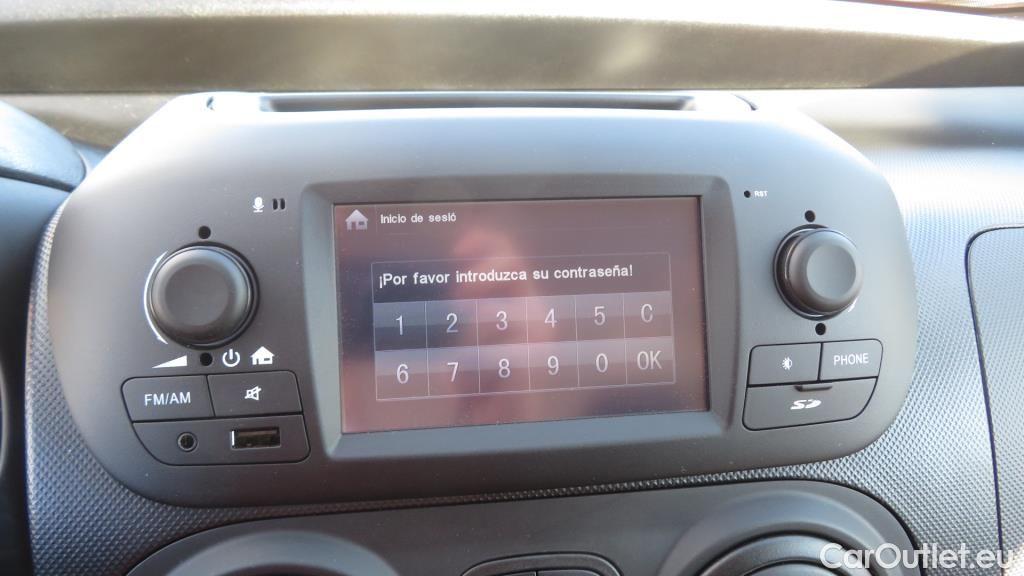 RST
Inicio de sesió
¡Por favor introduzca su contraseña!
1 2 3 4 5 C
6 7 8 9 0 OK
FM/AM
PHONE
SD
CarOutlet.eu